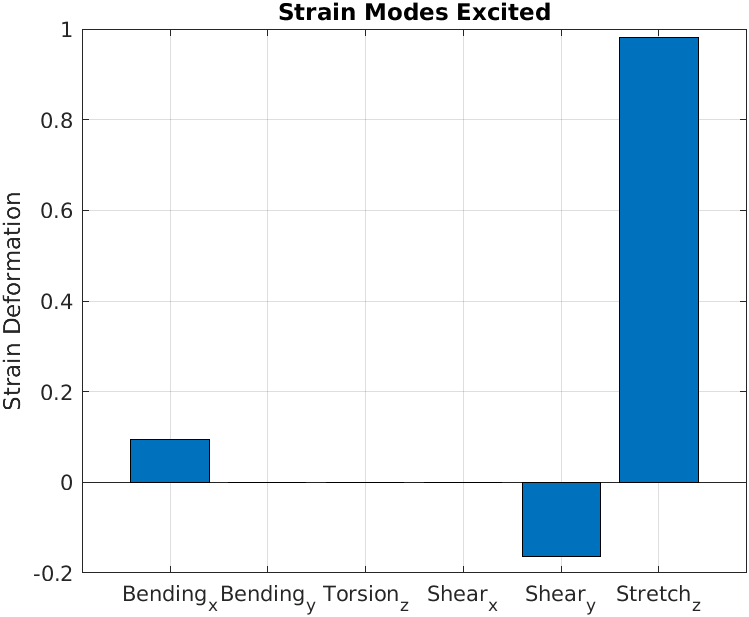 Strain Modes Excited
Strain Deformation
1
0.8
0.6
0.4
0.2
0
-0.2
Bending_x Bending_y Torsion_z Shear_x Shear_y Stretch_z